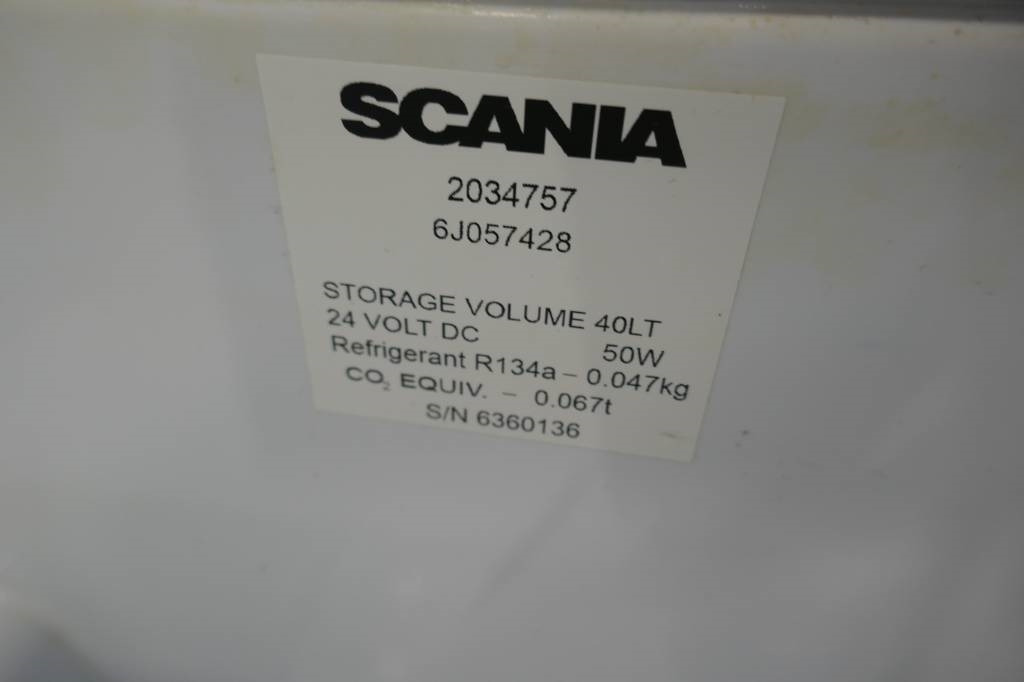 SCANIA
2034757
6J057428
STORAGE VOLUME 40LT
24 VOLT DC 50W
Refrigerant R134a – 0.047kg
CO₂ EQUIV. – 0.067t
S/N 6360136